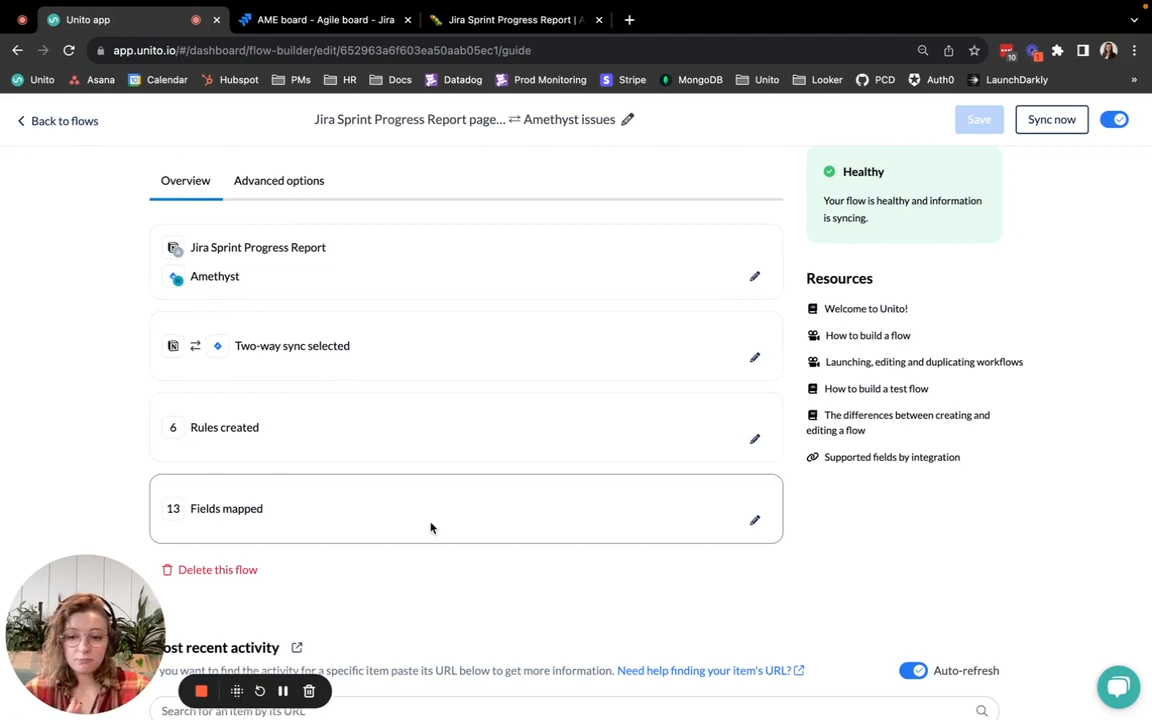 Unito app
AME board - Agile board - Jira
Jira Sprint Progress Report | A
app.unito.io/#/dashboard/flow-builder/edit/652963a6f603ea50aab05ec1/guide
10
1
Unito
Asana
Calendar
Hubspot
PMs
HR
Docs
Datadog
Prod Monitoring
Stripe
MongoDB
Unito
Looker
PCD
Auth0
LaunchDarkly
»
Back to flows
Jira Sprint Progress Report page... ⇄ Amethyst issues
Save
Sync now
Overview
Advanced options
Healthy
Your flow is healthy and information
is syncing.
Jira Sprint Progress Report
Amethyst
Two-way sync selected
6 Rules created
13 Fields mapped
Delete this flow
Resources
Welcome to Unito!
How to build a flow
Launching, editing and duplicating workflows
How to build a test flow
The differences between creating and
editing a flow
Supported fields by integration
ost recent activity
you want to find the activity for a specific item paste its URL below to get more information. Need help finding your item's URL?
Auto-refresh
Search for an item by its URL